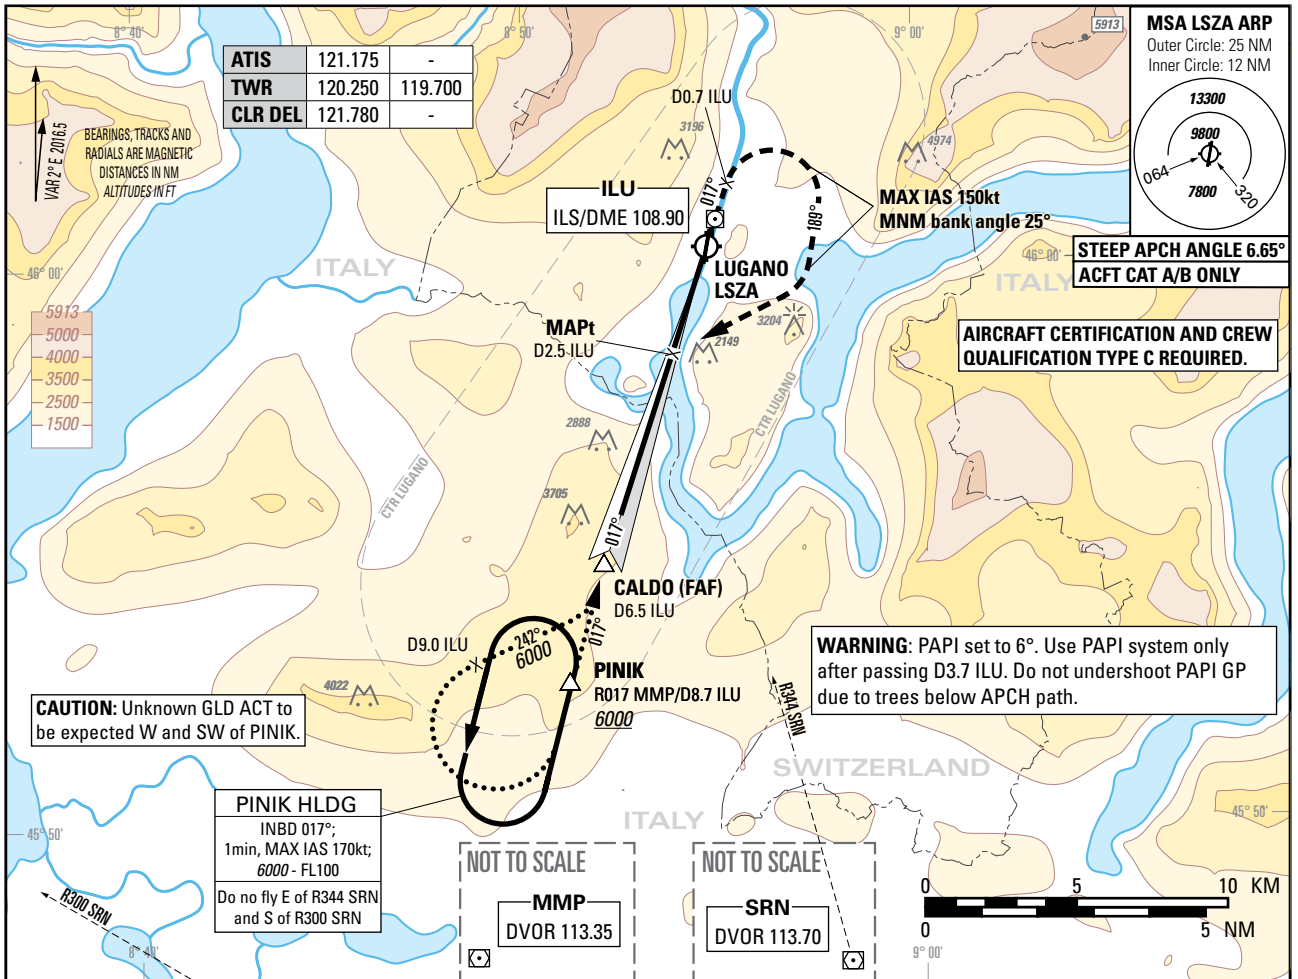 8° 40'
8° 50'
9° 00'
5913
MSA LSZA ARP
Outer Circle: 25 NM
Inner Circle: 12 NM
13300
9800
7800
064
320
ATIS 121.175 -
TWR 120.250 119.700
CLR DEL 121.780 -
VAR 2° E 2016.5
BEARINGS, TRACKS AND
RADIALS ARE MAGNETIC
DISTANCES IN NM
ALTITUDES IN FT
D0.7 ILU
3196
4974
ILU
ILS/DME 108.90
017°
189°
MAX IAS 150kt
MNM bank angle 25°
STEEP APCH ANGLE 6.65°
ACFT CAT A/B ONLY
46° 00'
ITALY
LUGANO
LSZA
46° 00'
ITALY
5913
5000
4000
3500
2500
1500
MAPt
D2.5 ILU
3204
2149
AIRCRAFT CERTIFICATION AND CREW
QUALIFICATION TYPE C REQUIRED.
CTR LUGANO
CTR LUGANO
2888
3705
017°
CALDO (FAF)
D6.5 ILU
017°
D9.0 ILU
242°
6000
PINIK
R017 MMP/D8.7 ILU
6000
4022
WARNING: PAPI set to 6°. Use PAPI system only
after passing D3.7 ILU. Do not undershoot PAPI GP
due to trees below APCH path.
R344 SRN
CAUTION: Unknown GLD ACT to
be expected W and SW of PINIK.
SWITZERLAND
ITALY
PINIK HLDG
INBD 017°;
1min, MAX IAS 170kt;
6000 - FL100
Do no fly E of R344 SRN
and S of R300 SRN
45° 50'
45° 50'
R300 SRN
NOT TO SCALE
MMP
DVOR 113.35
NOT TO SCALE
SRN
DVOR 113.70
0 5 10 KM
0 5 NM
8° 40'
9° 00'